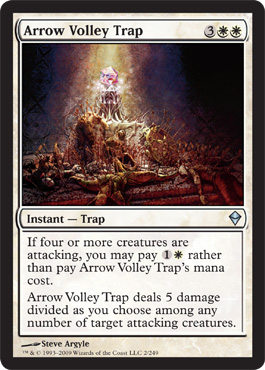 Arrow Volley Trap 3
Instant — Trap
If four or more creatures are
attacking, you may pay 1 rather
than pay Arrow Volley Trap's mana
cost.
Arrow Volley Trap deals 5 damage
divided as you choose among any
number of target attacking creatures.
Steve Argyle
™ & © 1993–2009 Wizards of the Coast LLC 2/249